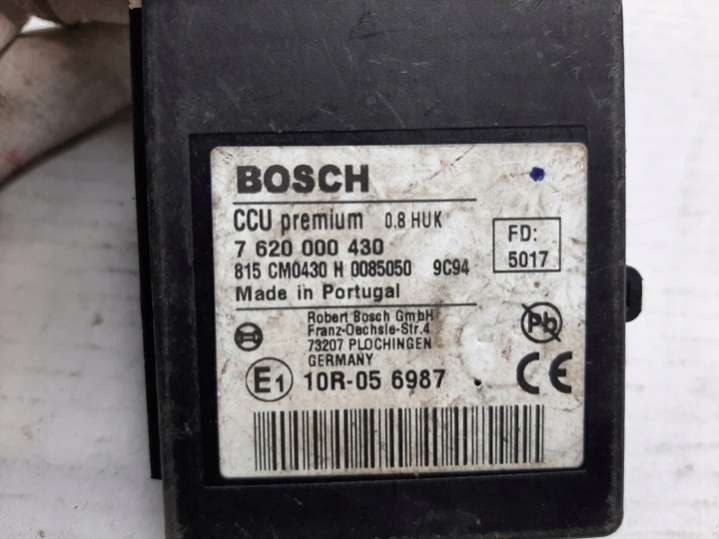 BOSCH
CCU premium 0.8 HUK
7 620 000 430
815 CM0430 H 0085050 9C94
FD:
5017
Made in Portugal
Robert Bosch GmbH
Franz-Oechsle-Str.4
73207 PLOCHINGEN
GERMANY
Pb
E1 10R-05 6987
CE